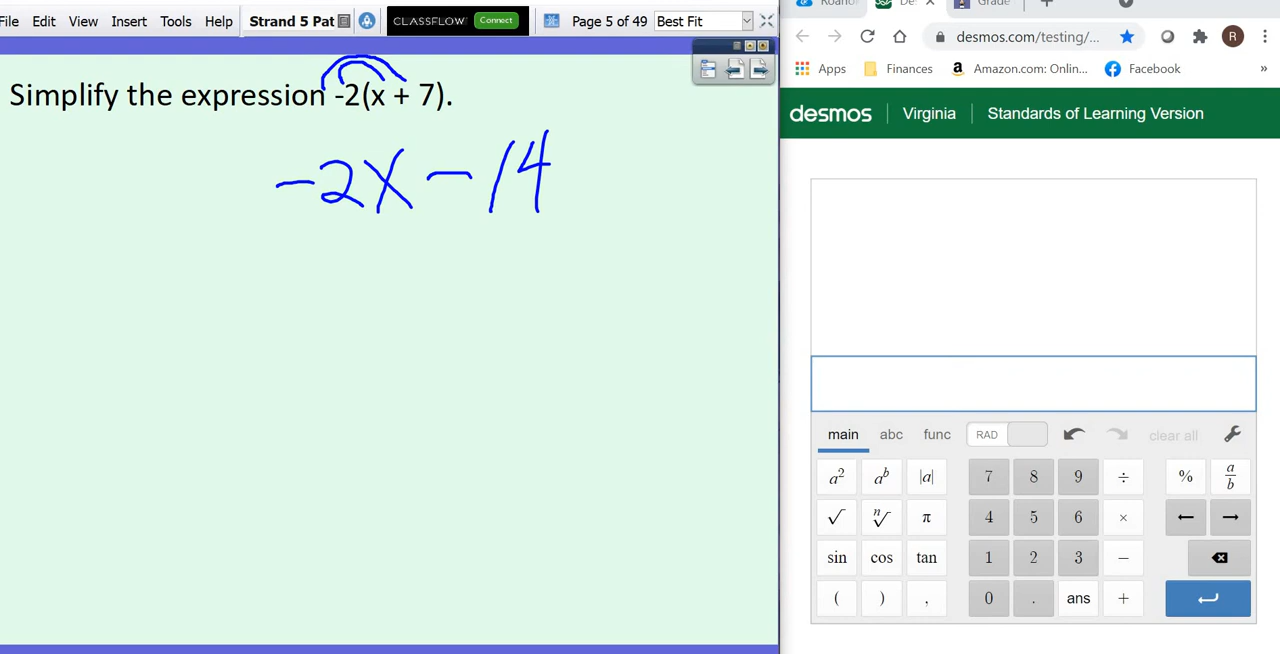 File Edit View Insert Tools Help Strand 5 Pat CLASSFLOW Connect Page 5 of 49 Best Fit
Simplify the expression -2(x + 7).
-2x - 14
Grade
desmos.com/testing/... R
Apps Finances a Amazon.com: Onlin... Facebook »
desmos Virginia Standards of Learning Version
main abc func RAD clear all
a² aᵇ |a| 7 8 9 ÷ % a/b
√ ⁿ√ π 4 5 6 × ← →
sin cos tan 1 2 3 −
( ) , 0 . ans +